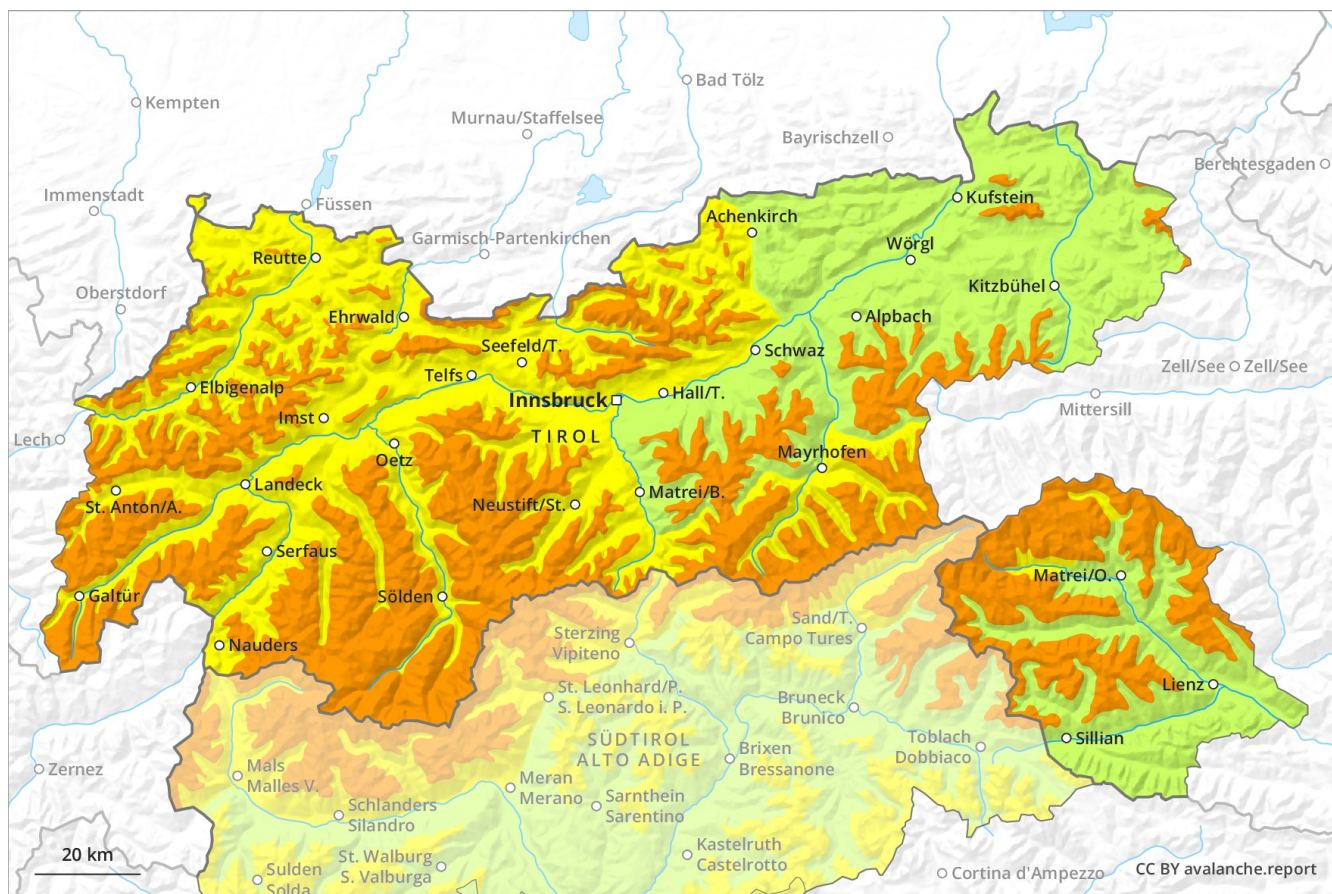 Bad Tölz
Kempten
Murnau/Staffelsee
Bayrischzell
Berchtesgaden
Immenstadt
Füssen
Kufstein
Achenkirch
Garmisch-Partenkirchen
Wörgl
Reutte
Kitzbühel
Oberstdorf
Ehrwald
Alpbach
Seefeld/T.
Schwaz
Zell/See
Zell/See
Telfs
Elbigenalp
Hall/T.
Innsbruck
Mittersill
Imst
Lech
TIROL
Oetz
Mayrhofen
Landeck
Matrei/B.
St. Anton/A.
Neustift/St.
Serfaus
Matrei/O.
Galtür
Sölden
Sand/T.
Campo Tures
Sterzing
Vipiteno
Nauders
Lienz
St. Leonhard/P.
S. Leonardo i. P.
Bruneck
Brunico
SÜDTIROL
ALTO ADIGE
Toblach
Dobbiaco
Sillian
Brixen
Bressanone
Zernez
Mals
Malles V.
Meran
Merano
Sarnthein
Sarentino
Schlanders
Silandro
Kastelruth
Castelrotto
20 km
St. Walburg
S. Valburga
Sulden
Solda
Cortina d'Ampezzo
CC BY avalanche.report